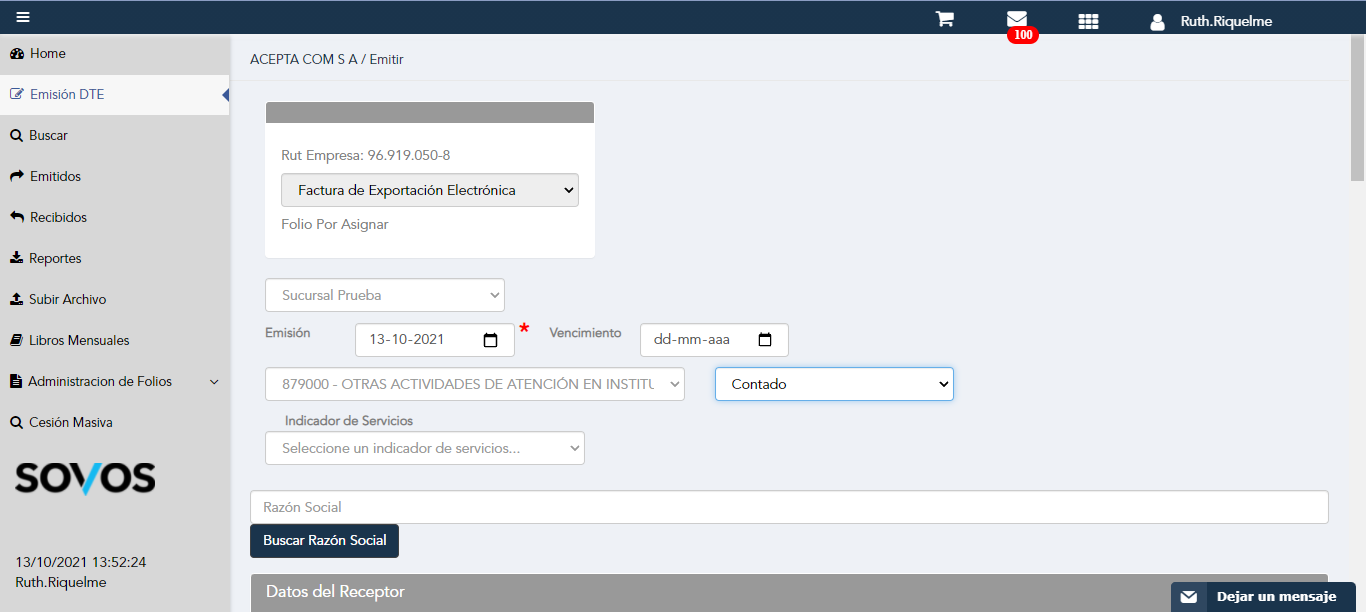 Ruth.Riquelme
100
Home
Emisión DTE
Buscar
Emitidos
Recibidos
Reportes
Subir Archivo
Libros Mensuales
Administracion de Folios
Cesión Masiva
SOVOS
13/10/2021 13:52:24
Ruth.Riquelme
ACEPTA COM S A / Emitir
Rut Empresa: 96.919.050-8
Factura de Exportación Electrónica
Folio Por Asignar
Sucursal Prueba
Emisión 13-10-2021 * Vencimiento dd-mm-aaa
879000 - OTRAS ACTIVIDADES DE ATENCIÓN EN INSTITU Contado
Indicador de Servicios
Seleccione un indicador de servicios...
Razón Social
Buscar Razón Social
Datos del Receptor
Dejar un mensaje